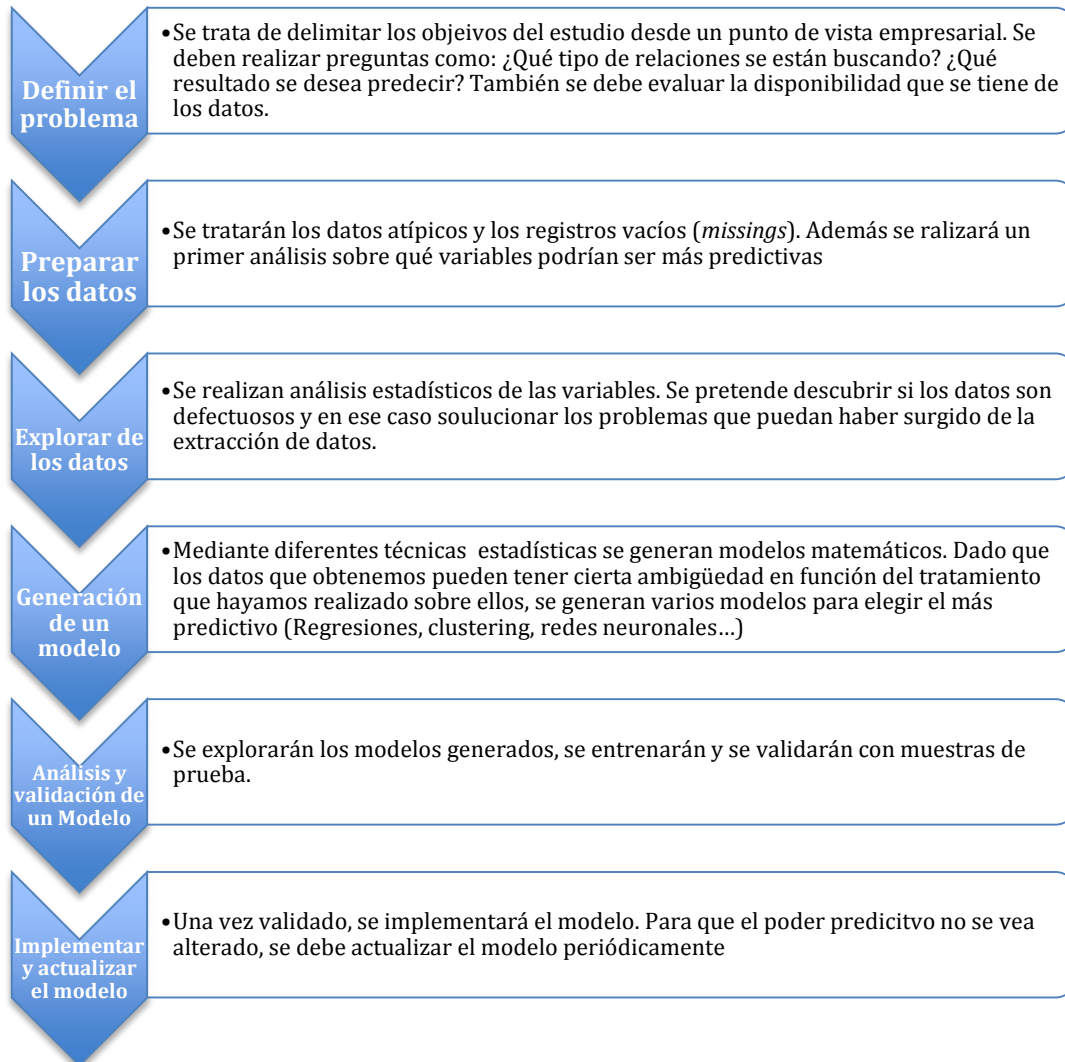 Definir el
problema
•Se trata de delimitar los objeivos del estudio desde un punto de vista empresarial. Se
deben realizar preguntas como: ¿Qué tipo de relaciones se están buscando? ¿Qué
resultado se desea predecir? También se debe evaluar la disponibilidad que se tiene de
los datos.
Preparar
los datos
•Se tratarán los datos atípicos y los registros vacíos (missings). Además se ralizará un
primer análisis sobre qué variables podrían ser más predictivas
Explorar de
los datos
•Se realizan análisis estadísticos de las variables. Se pretende descubrir si los datos son
defectuosos y en ese caso soulucionar los problemas que puedan haber surgido de la
extracción de datos.
Generación
de un
modelo
•Mediante diferentes técnicas  estadísticas se generan modelos matemáticos. Dado que
los datos que obtenemos pueden tener cierta ambigüedad en función del tratamiento
que hayamos realizado sobre ellos, se generan varios modelos para elegir el más
predictivo (Regresiones, clustering, redes neuronales...)
Análisis y
validación de
un Modelo
•Se explorarán los modelos generados, se entrenarán y se validarán con muestras de
prueba.
Implementar
y actualizar
el modelo
•Una vez validado, se implementará el modelo. Para que el poder predicitvo no se vea
alterado, se debe actualizar el modelo periódicamente